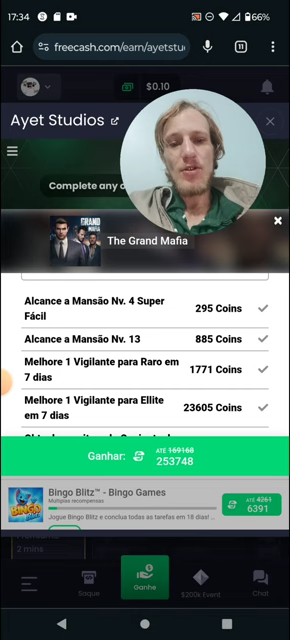 17:34
66%
freecash.com/earn/ayetstu
11
$0.10
Ayet Studios
Complete any o
GRAND
MAFIA
The Grand Mafia
Alcance a Mansão Nv. 4 Super
Fácil
295 Coins
Alcance a Mansão Nv. 13
885 Coins
Melhore 1 Vigilante para Raro em
7 dias
1771 Coins
Melhore 1 Vigilante para Ellite
em 7 dias
23605 Coins
Ganhar:
ATÉ 169168
253748
BINGO
Bingo Blitz™ - Bingo Games
Múltiplas recompensas
Jogue Bingo Blitz e conclua todas as tarefas em 18 dias! ...
ATÉ 4261
6391
2 mins
Saque
Ganhe
$200k Event
Chat